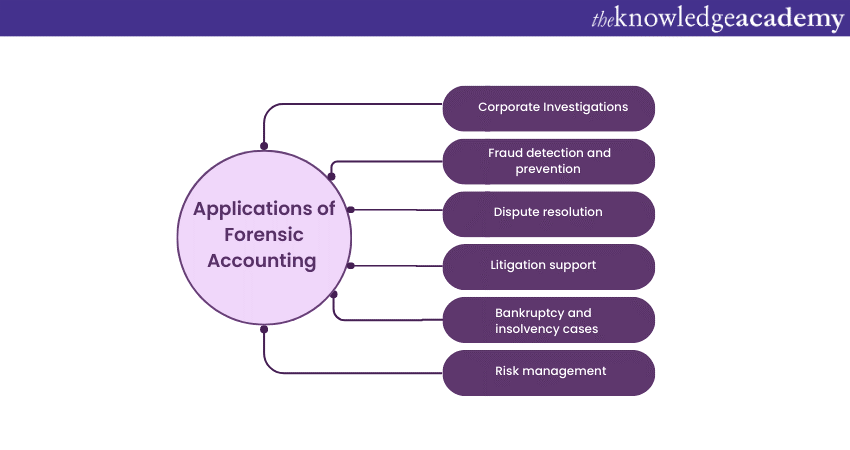 theknowledgeacademy
Applications of
Forensic
Accounting
Corporate Investigations
Fraud detection and
prevention
Dispute resolution
Litigation support
Bankruptcy and
insolvency cases
Risk management